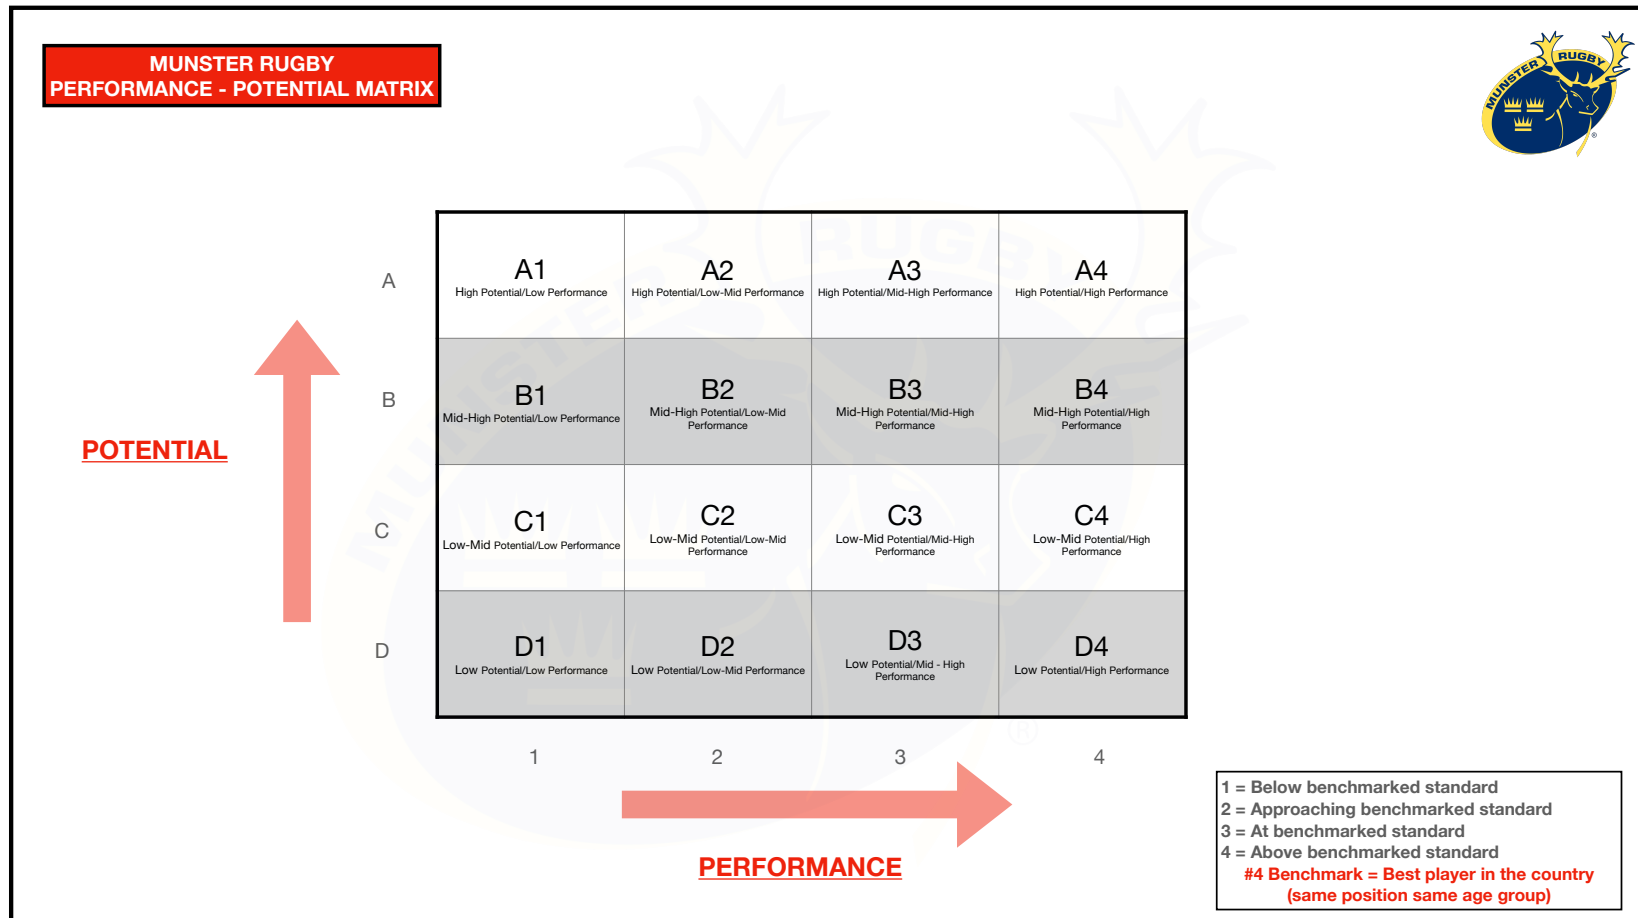 MUNSTER RUGBY
PERFORMANCE - POTENTIAL MATRIX
MUNSTER RUGBY
®
A
A1
High Potential/Low Performance
A2
High Potential/Low-Mid Performance
A3
High Potential/Mid-High Performance
A4
High Potential/High Performance
B
B1
Mid-High Potential/Low Performance
B2
Mid-High Potential/Low-Mid
Performance
B3
Mid-High Potential/Mid-High
Performance
B4
Mid-High Potential/High
Performance
POTENTIAL
C
C1
Low-Mid Potential/Low Performance
C2
Low-Mid Potential/Low-Mid
Performance
C3
Low-Mid Potential/Mid-High
Performance
C4
Low-Mid Potential/High
Performance
D
D1
Low Potential/Low Performance
D2
Low Potential/Low-Mid Performance
D3
Low Potential/Mid - High
Performance
D4
Low Potential/High Performance
MUNSTER RUGBY
®
1
2
3
4
PERFORMANCE
1 = Below benchmarked standard
2 = Approaching benchmarked standard
3 = At benchmarked standard
4 = Above benchmarked standard
#4 Benchmark = Best player in the country
(same position same age group)